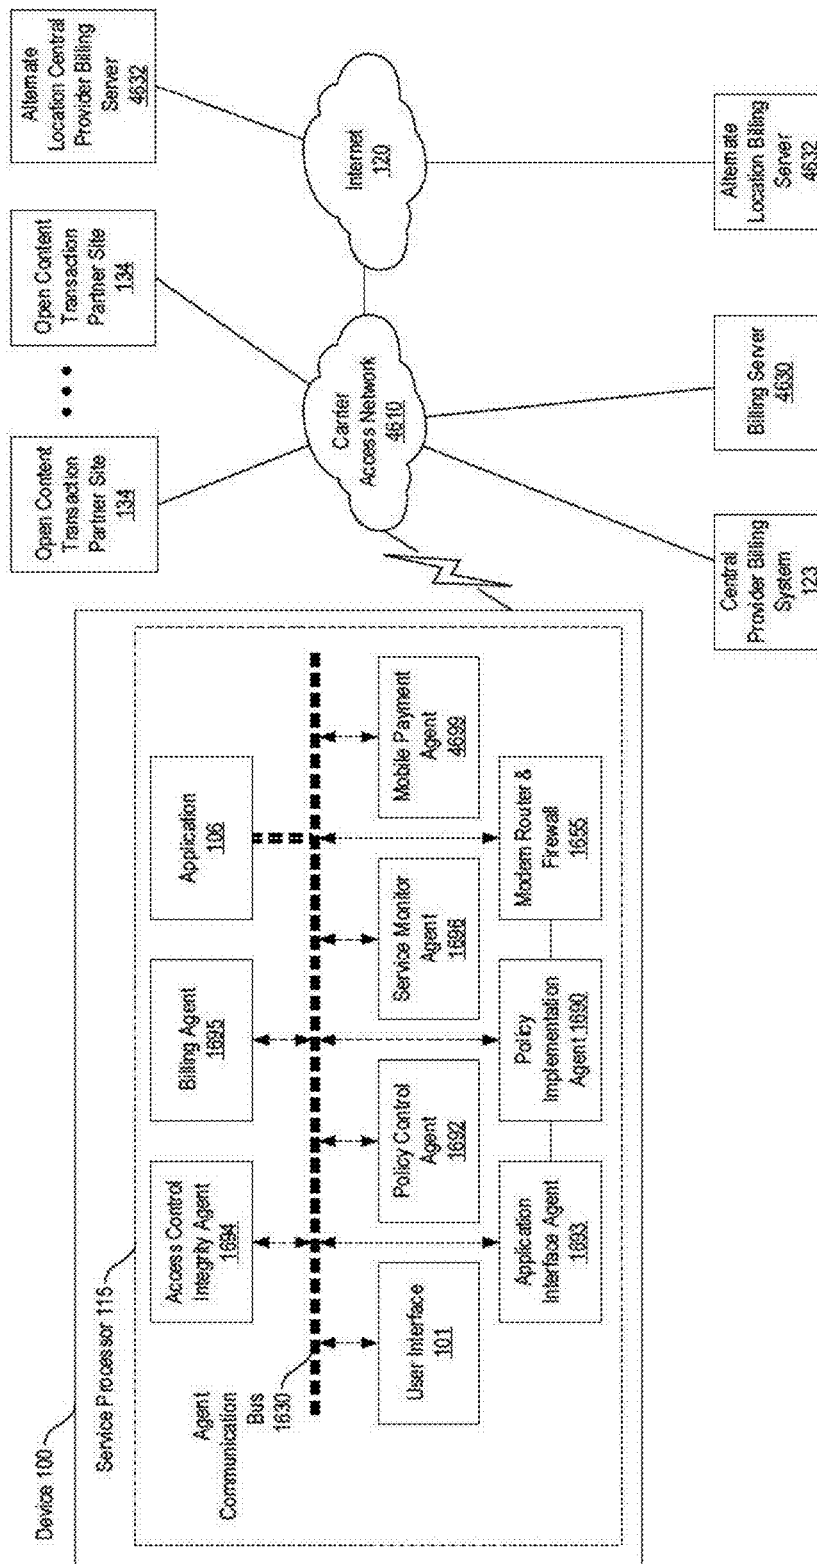 Device 100
Service Processor 115
Agent
Communication
Bus
1630
Access Control
Integrity Agent
1694
Billing Agent
1695
Application
106
User Interface
101
Policy Control
Agent
1692
Service Monitor
Agent
1696
Mobile Payment
Agent
4699
Application
Interface Agent
1693
Policy
Implementation
Agent 1690
Modem Router &
Firewall
1655
Open Content
Transaction
Partner Site
134
Open Content
Transaction
Partner Site
134
Alternate
Location Central
Provider Billing
Server
4632
Carrier
Access Network
4610
Internet
120
Central
Provider Billing
System
123
Billing Server
4630
Alternate
Location Billing
Server
4632